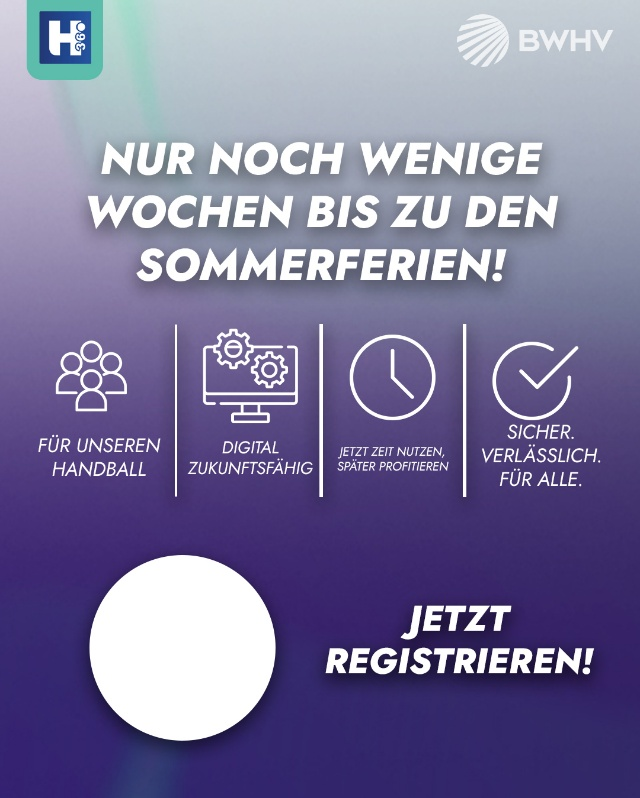 H
360
BWHV
NUR NOCH WENIGE
WOCHEN BIS ZU DEN
SOMMERFERIEN!
FÜR UNSEREN
HANDBALL
DIGITAL
ZUKUNFTSFÄHIG
JETZT ZEIT NUTZEN,
SPÄTER PROFITIEREN
SICHER.
VERLÄSSLICH.
FÜR ALLE.
JETZT
REGISTRIEREN!